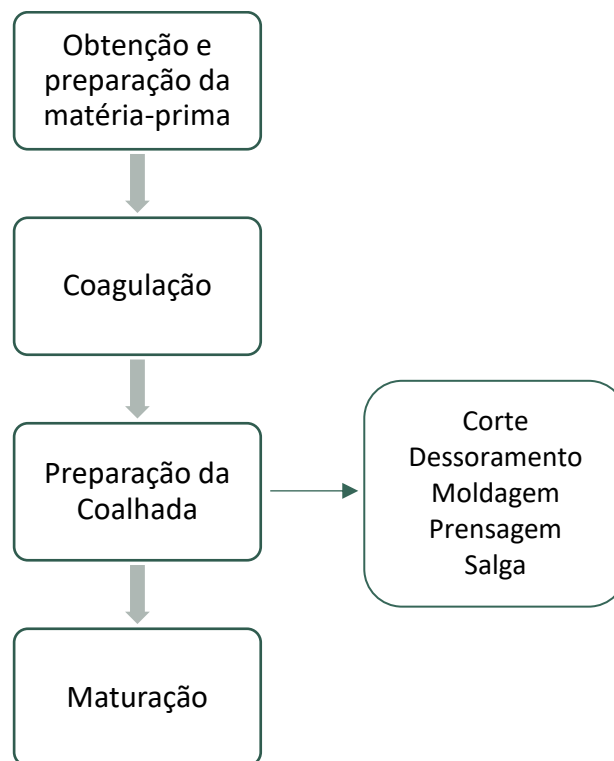 Obtenção e
preparação da
matéria-prima
Coagulação
Preparação da
Coalhada
Corte
Dessoramento
Moldagem
Prensagem
Salga
Maturação